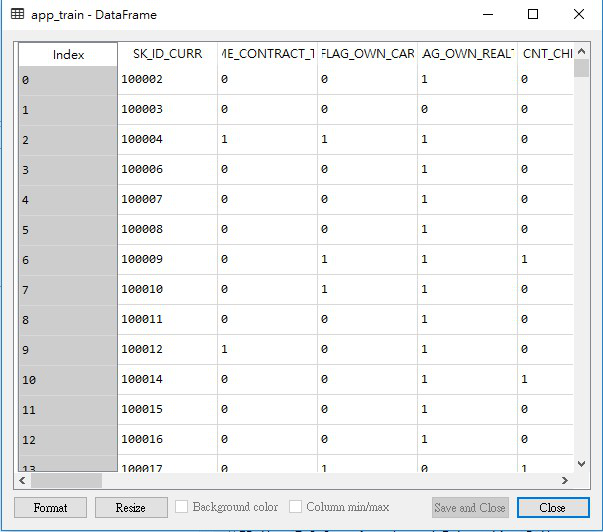 app_train - DataFrame
Index SK_ID_CURR ME_CONTRACT_T FLAG_OWN_CAR AG_OWN_REALT CNT_CHI
0 100002 0 0 1 0
1 100003 0 0 0 0
2 100004 1 1 1 0
3 100006 0 0 1 0
4 100007 0 0 1 0
5 100008 0 0 1 0
6 100009 0 1 1 1
7 100010 0 1 1 0
8 100011 0 0 1 0
9 100012 1 0 1 0
10 100014 0 0 1 1
11 100015 0 0 1 0
12 100016 0 0 1 0
13 100017 0 1 0 1
Format Resize Background color Column min/max Save and Close Close